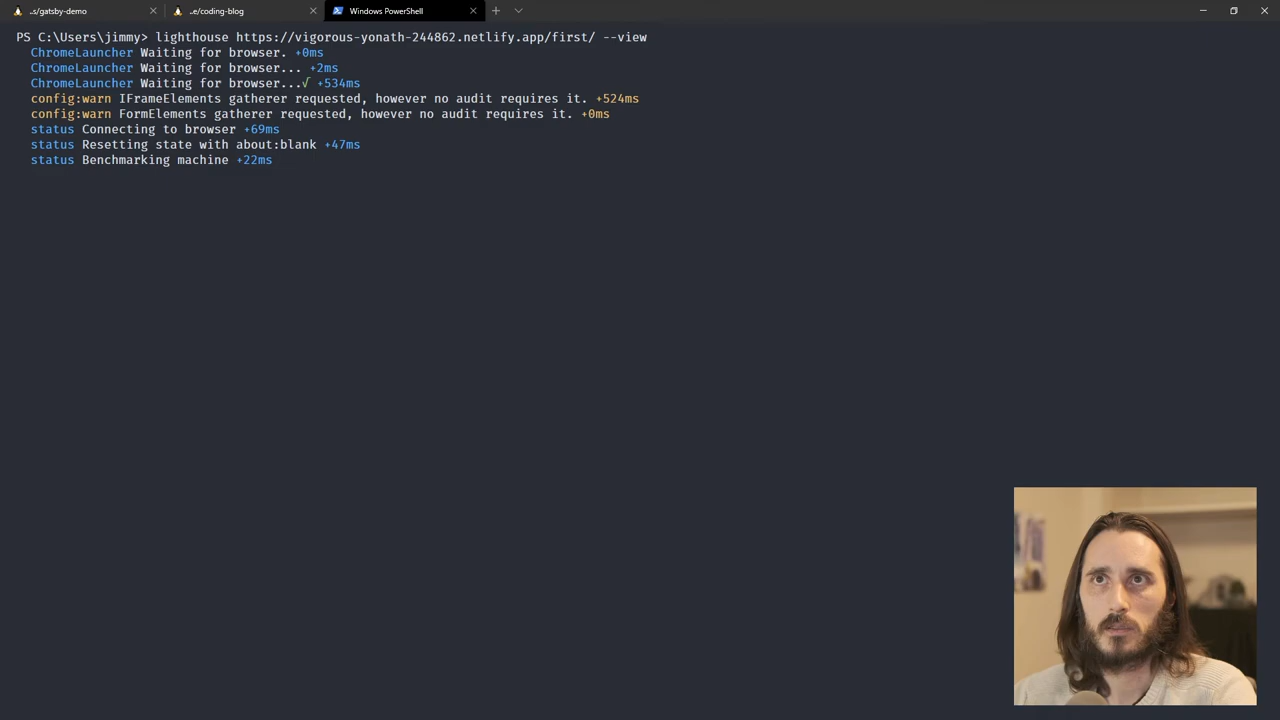 ..s/gatsby-demo
..e/coding-blog
Windows PowerShell
PS C:\Users\jimmy> lighthouse https://vigorous-yonath-244862.netlify.app/first/ --view
ChromeLauncher Waiting for browser. +0ms
ChromeLauncher Waiting for browser... +2ms
ChromeLauncher Waiting for browser...√ +534ms
config:warn IFrameElements gatherer requested, however no audit requires it. +524ms
config:warn FormElements gatherer requested, however no audit requires it. +0ms
status Connecting to browser +69ms
status Resetting state with about:blank +47ms
status Benchmarking machine +22ms